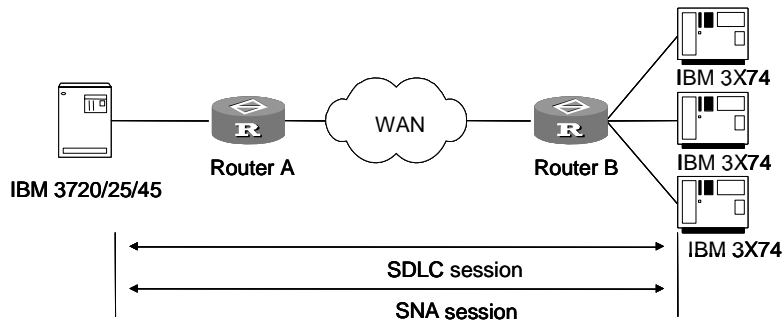 IBM 3X74
WAN
R
R
IBM 3X74
Router A
Router B
IBM 3720/25/45
IBM 3X74
SDLC session
SNA session